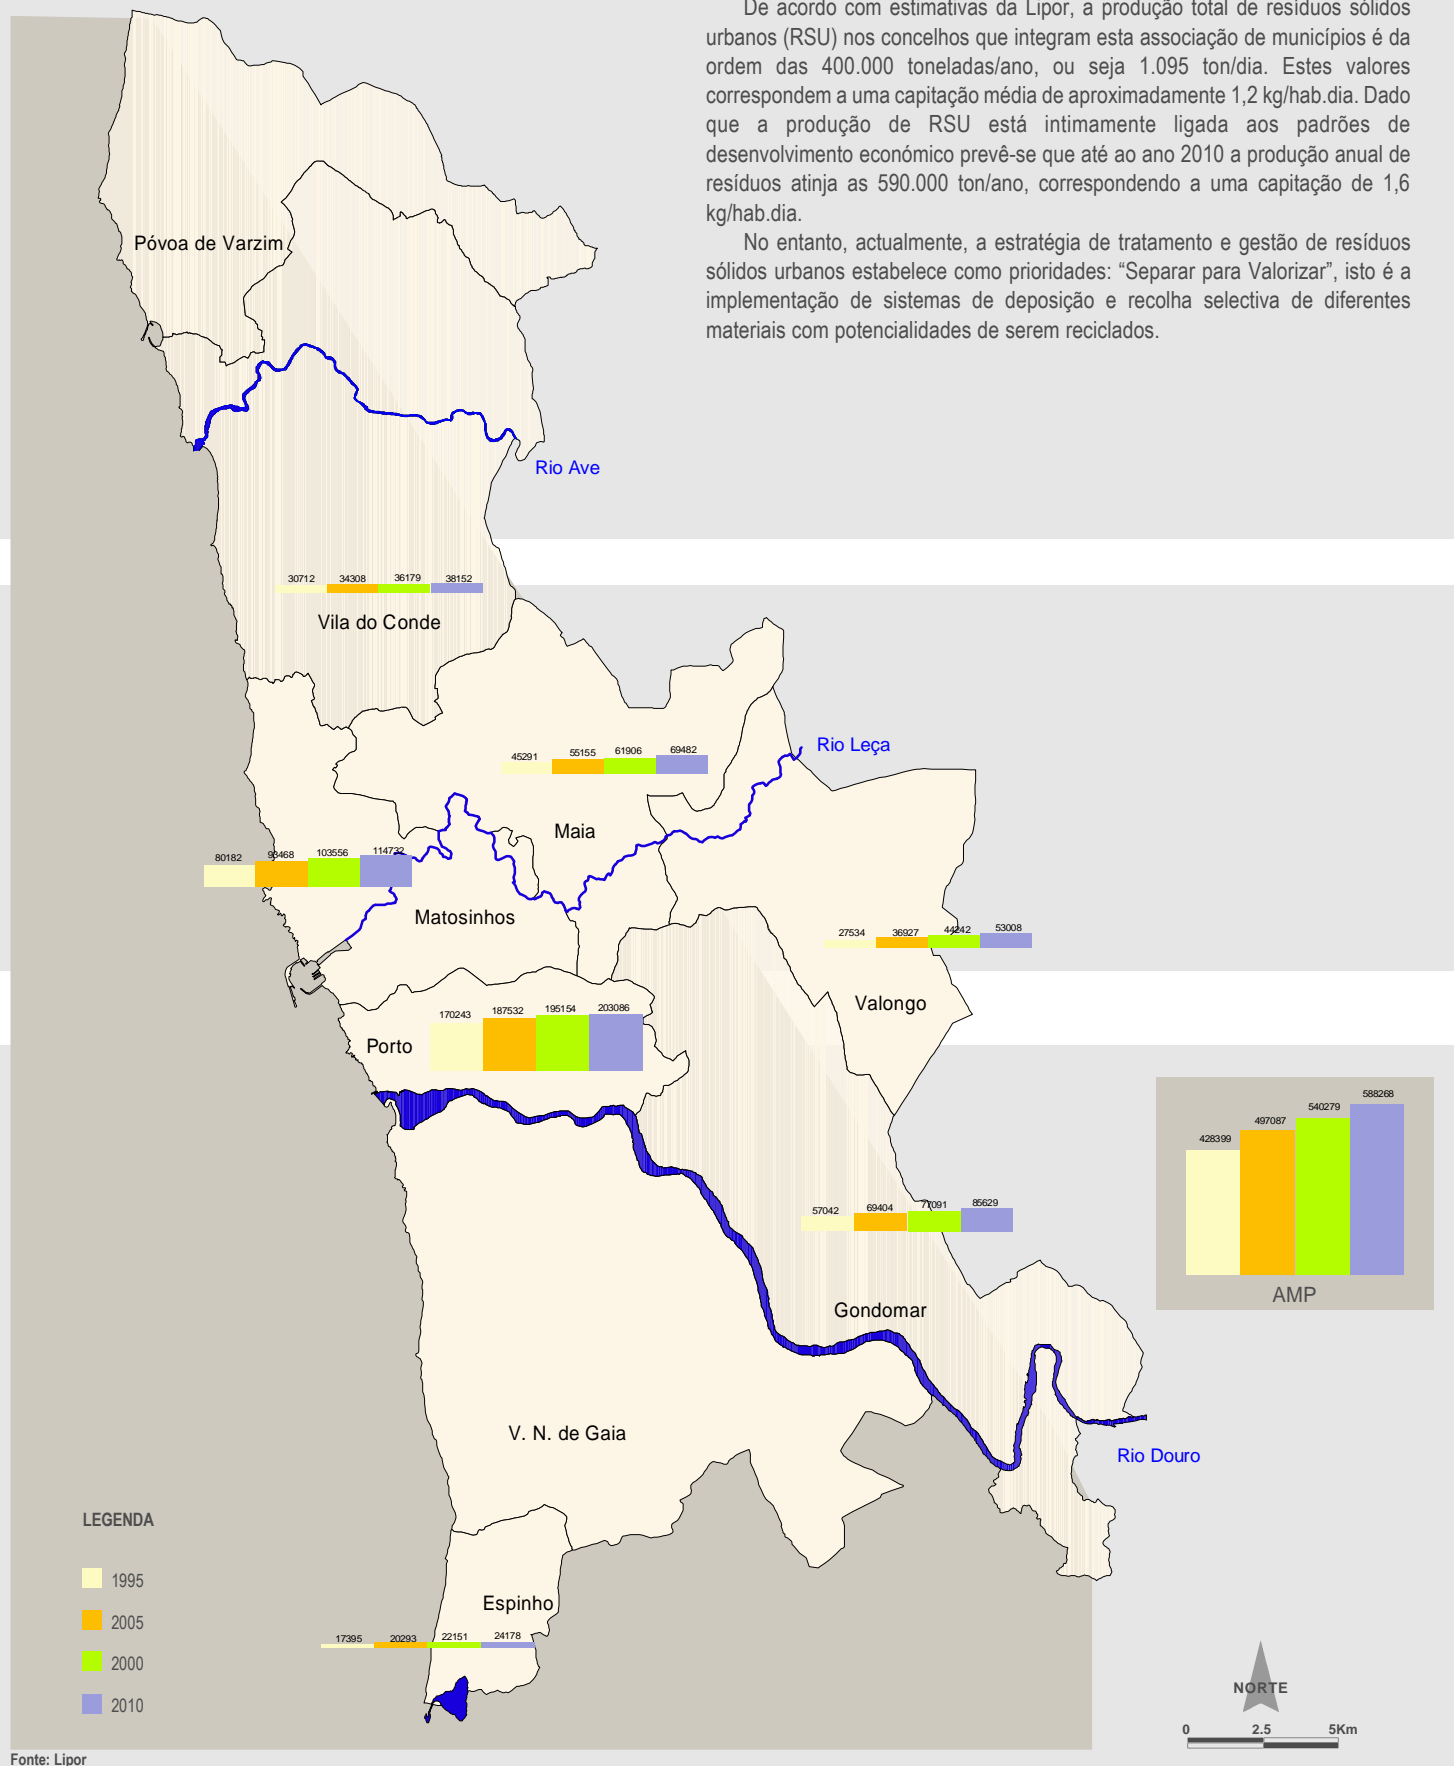 De acordo com estimativas da Lipor, a produção total de resíduos sólidos
urbanos (RSU) nos concelhos que integram esta associação de municípios é da
ordem das 400.000 toneladas/ano, ou seja 1.095 ton/dia. Estes valores
correspondem a uma capitação média de aproximadamente 1,2 kg/hab.dia. Dado
que a produção de RSU está intimamente ligada aos padrões de
desenvolvimento económico prevê-se que até ao ano 2010 a produção anual de
resíduos atinja as 590.000 ton/ano, correspondendo a uma capitação de 1,6
kg/hab.dia.
No entanto, actualmente, a estratégia de tratamento e gestão de resíduos
sólidos urbanos estabelece como prioridades: “Separar para Valorizar”, isto é a
implementação de sistemas de deposição e recolha selectiva de diferentes
materiais com potencialidades de serem reciclados.
Póvoa de Varzim
Rio Ave
30712 34308 36179 38152
Vila do Conde
45291 55155 61906 69482
Rio Leça
Maia
80182 93468 103556 114732
Matosinhos
27534 36927 44242 53008
Valongo
170243 187532 195154 203086
Porto
428399 497087 540279 588268
AMP
57042 69404 77091 85629
Gondomar
V. N. de Gaia
Rio Douro
LEGENDA
1995
2005
2000
2010
Espinho
17395 20293 22151 24178
NORTE
0 2.5 5Km
Fonte: Lipor